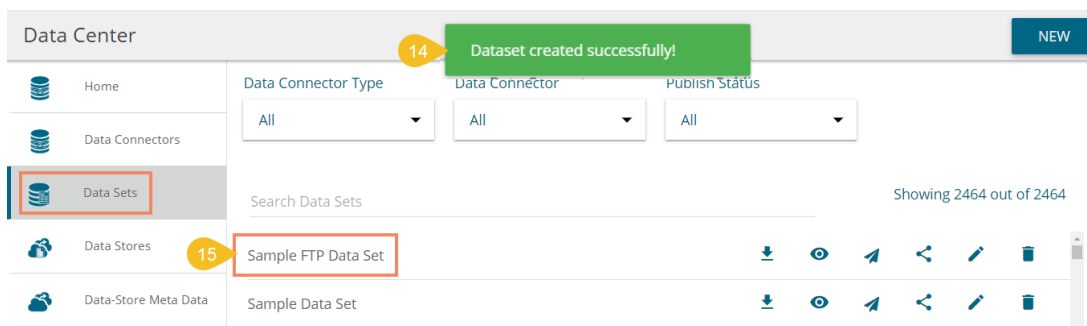 Data Center
14
Dataset created successfully!
NEW
Home
Data Connectors
Data Sets
Data Stores
Data-Store Meta Data
Data Connector Type
Data Connector
Publish Status
All
All
All
Search Data Sets
Showing 2464 out of 2464
15
Sample FTP Data Set
Sample Data Set